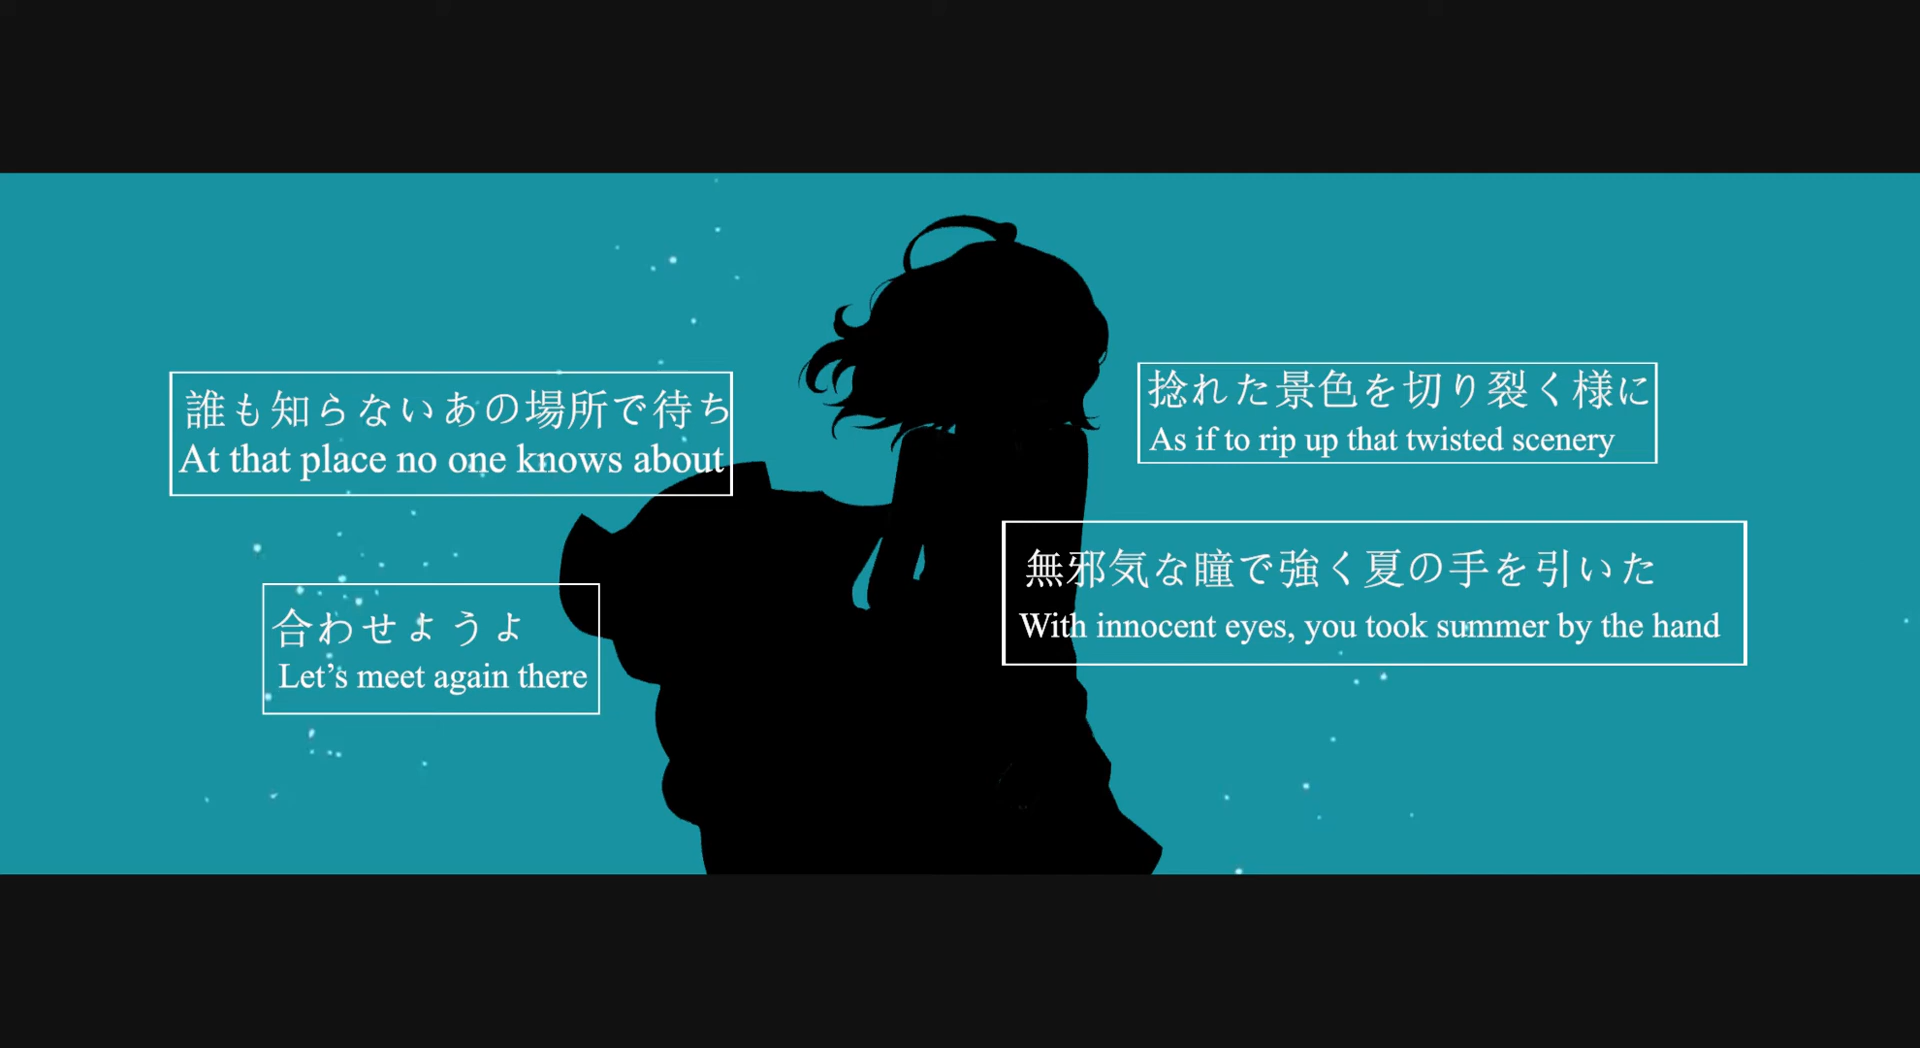 誰も知らないあの場所で待ち
At that place no one knows about
合わせようよ
Let's meet again there
捻れた景色を切り裂く様に
As if to rip up that twisted scenery
無邪気な瞳で強く夏の手を引いた
With innocent eyes, you took summer by the hand